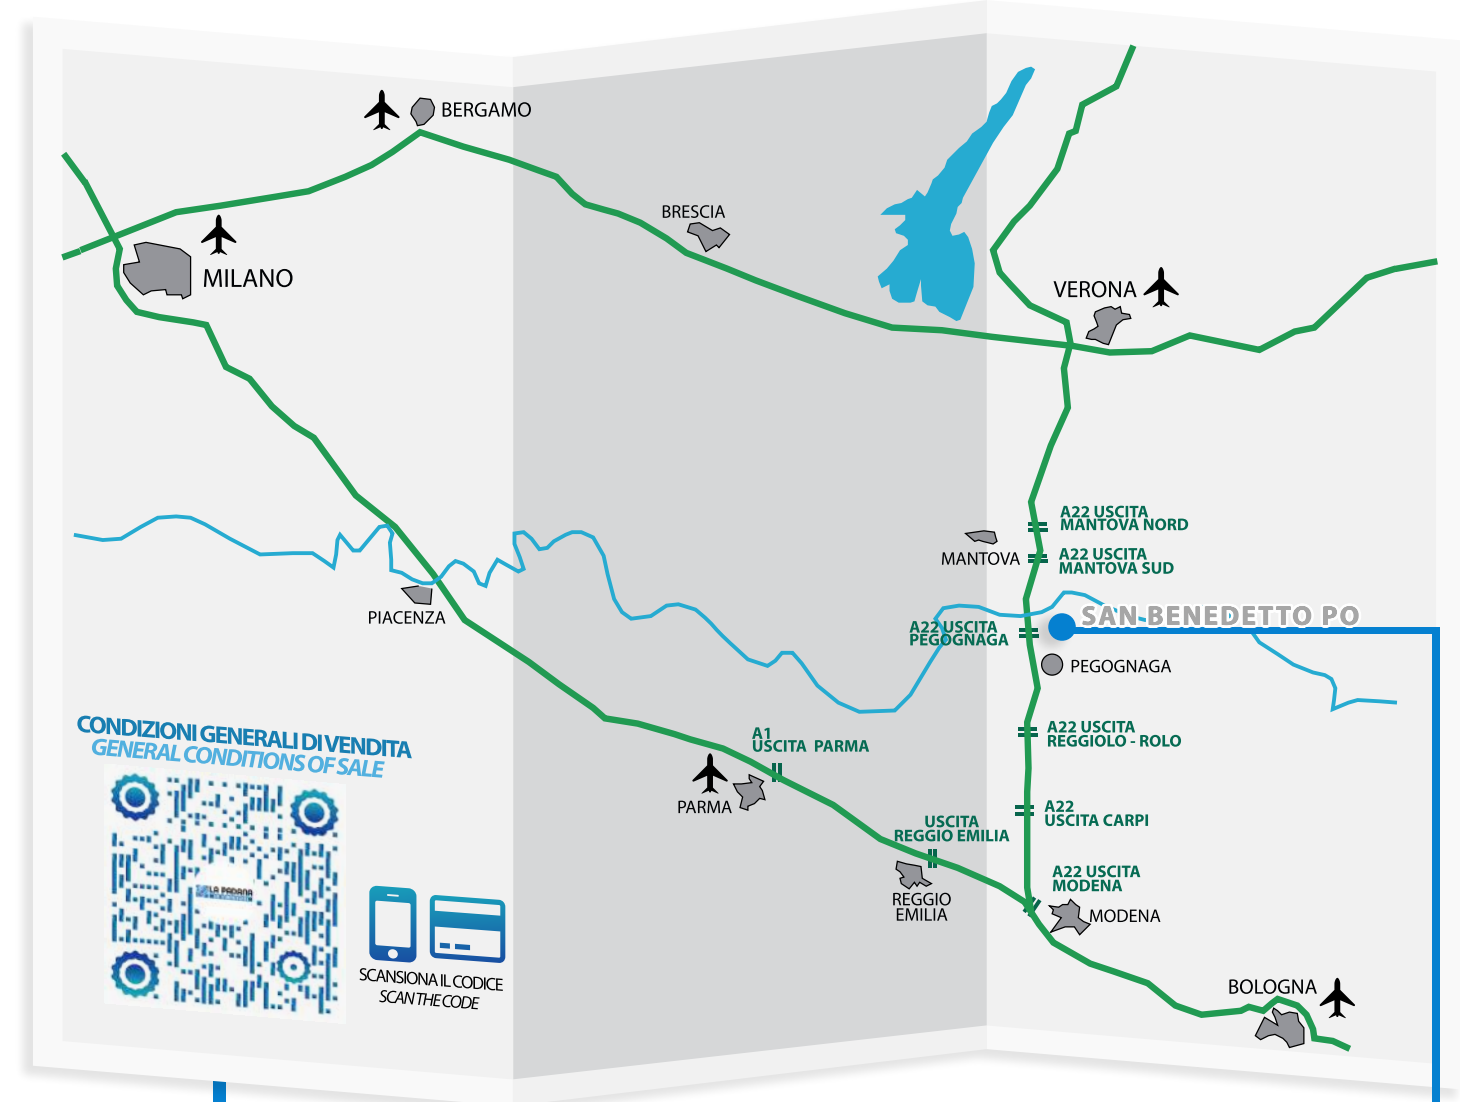 BERGAMO
BRESCIA
MILANO
VERONA
A22 USCITA
MANTOVA NORD
MANTOVA
A22 USCITA
MANTOVA SUD
PIACENZA
SAN BENEDETTO PO
A22 USCITA
PEGOGNAGA
PEGOGNAGA
CONDIZIONI GENERALI DI VENDITA
GENERAL CONDITIONS OF SALE
A1
USCITA PARMA
A22 USCITA
REGGIOLO - ROLO
PARMA
USCITA
REGGIO EMILIA
A22
USCITA CARPI
LA PADANA
REGGIO
EMILIA
A22 USCITA
MODENA
MODENA
SCANSIONA IL CODICE
SCAN THE CODE
BOLOGNA